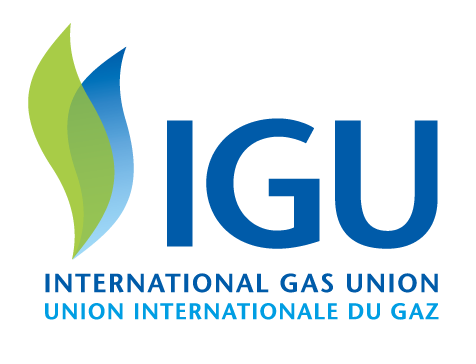 IGU
INTERNATIONAL GAS UNION
UNION INTERNATIONALE DU GAZ